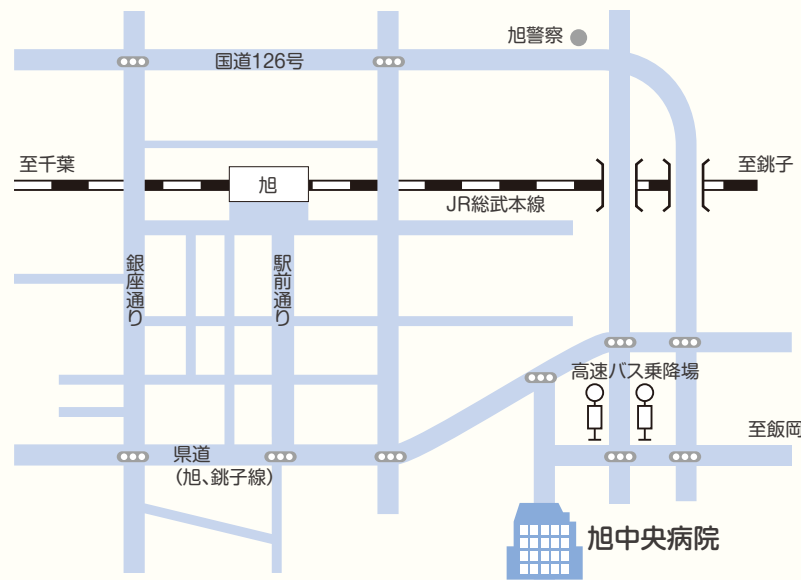 旭警察
国道126号
至千葉
旭
至銚子
JR総武本線
銀座通り
駅前通り
高速バス乗降場
至飯岡
県道
(旭、銚子線)
旭中央病院